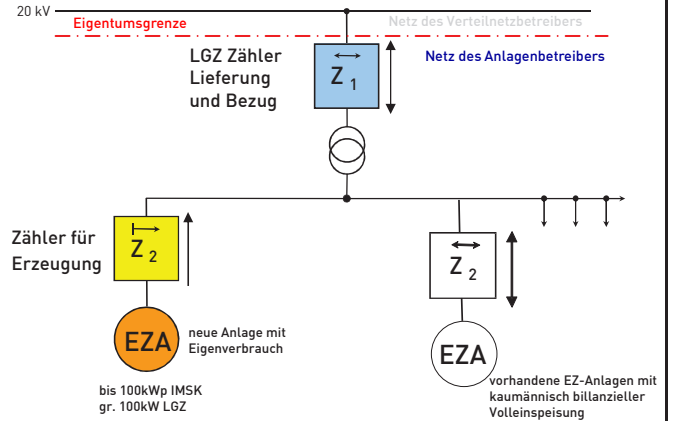 20 kV
Eigentumsgrenze
Netz des Verteilnetzbetreibers
LGZ Zähler
Lieferung
und Bezug
Z 1
Netz des Anlagenbetreibers
Zähler für
Erzeugung
Z 2
Z 2
EZA
neue Anlage mit
Eigenverbrauch
EZA
bis 100kWp IMSK
gr. 100kW LGZ
vorhandene EZ-Anlagen mit
kaumännisch billanzieller
Volleinspeisung